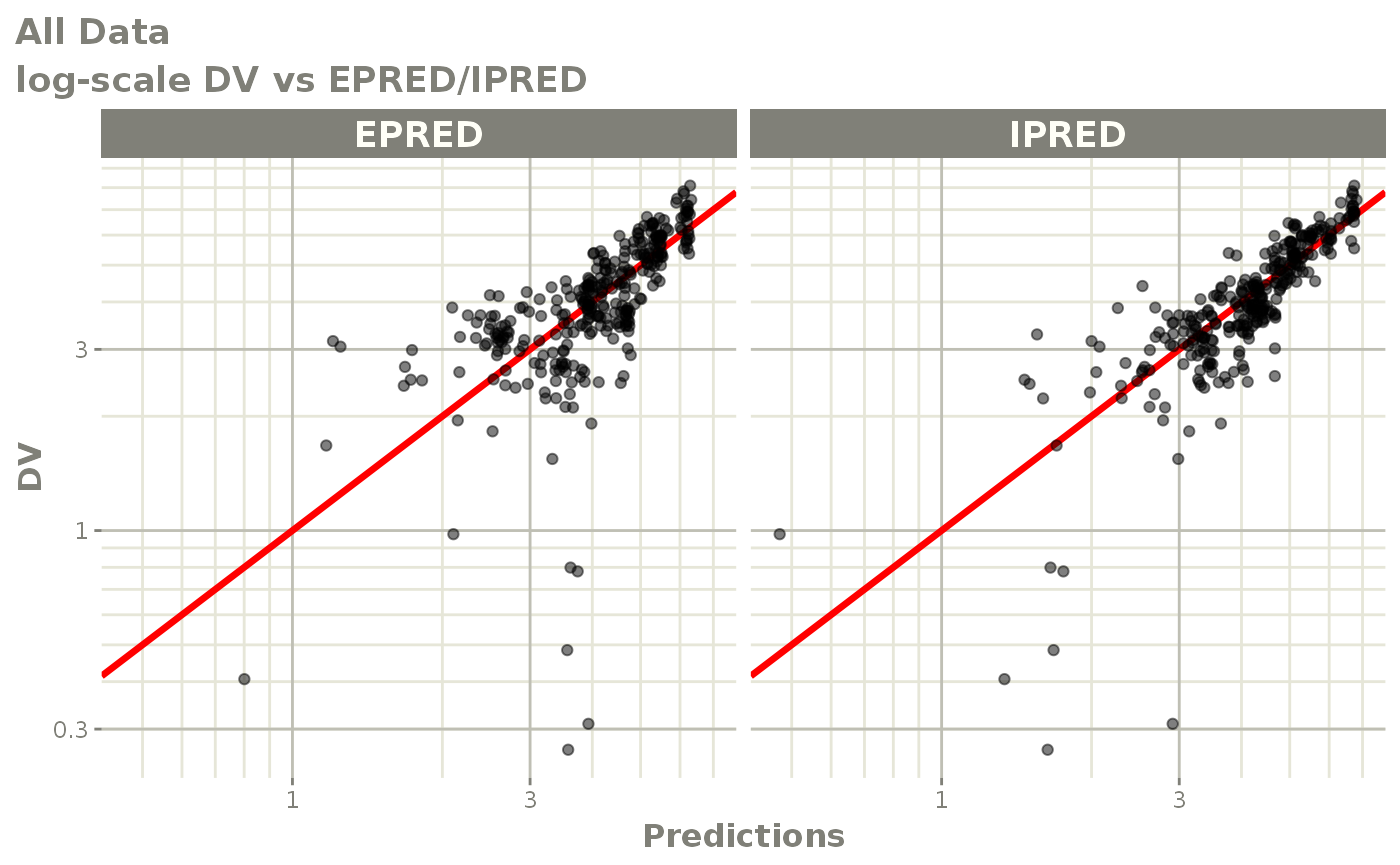 All Data
log-scale DV vs EPRED/IPRED
EPRED
IPRED
DV
3
1
0.3
1
3
1
3
Predictions